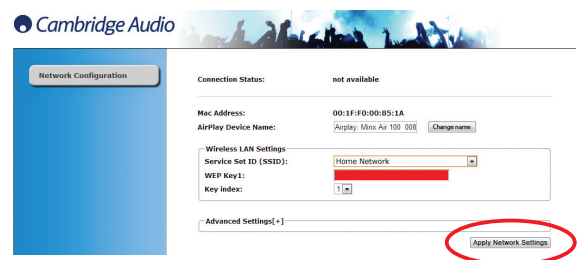 Cambridge Audio
Network Configuration
Connection Status: not available
Mac Address: 00:1F:F0:00:85:1A
AirPlay Device Name: Airplay: Minx Air 100 008 Change name
Wireless LAN Settings
Service Set ID (SSID): Home Network
WEP Key1:
Key index: 1
Advanced Settings[+]
Apply Network Settings